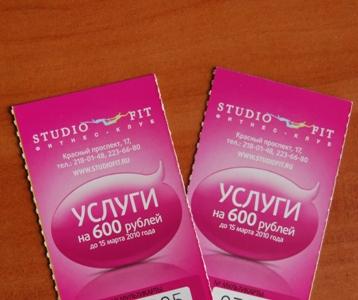 STUDIO FIT
ФИТНЕС-КЛУБ
Красный проспект, 17,
тел.: 218-01-48, 223-66-80
WWW.STUDIOFIT.RU
УСЛУГИ
на 600 рублей
до 15 марта 2010 года
STUDIO FIT
ФИТНЕС-КЛУБ
Красный проспект, 17,
тел.: 218-01-48, 223-66-80
WWW.STUDIOFIT.RU
УСЛУГИ
на 600 рублей
до 15 марта 2010 года